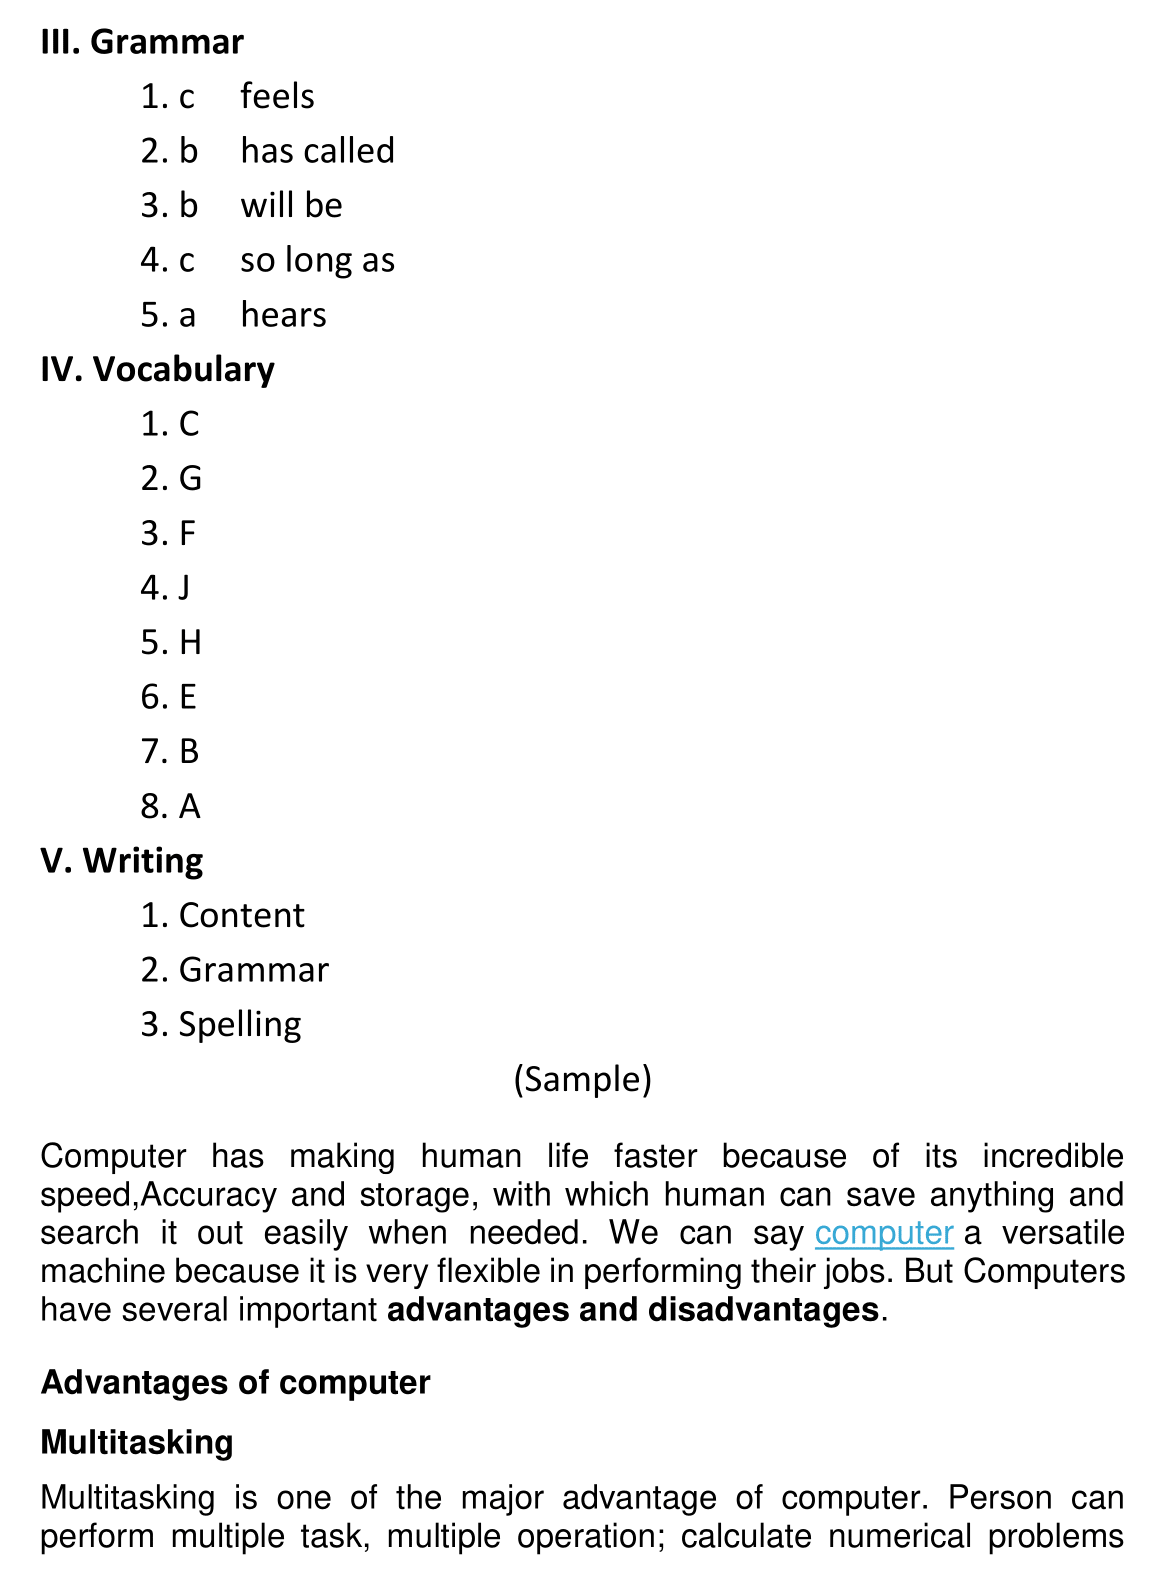 III. Grammar
1. c feels
2. b has called
3. b will be
4. c so long as
5. a hears
IV. Vocabulary
1. C
2. G
3. F
4. J
5. H
6. E
7. B
8. A
V. Writing
1. Content
2. Grammar
3. Spelling
(Sample)
Computer has making human life faster because of its incredible
speed,Accuracy and storage, with which human can save anything and
search it out easily when needed. We can say computer a versatile
machine because it is very flexible in performing their jobs. But Computers
have several important advantages and disadvantages.
Advantages of computer
Multitasking
Multitasking is one of the major advantage of computer. Person can
perform multiple task, multiple operation; calculate numerical problems